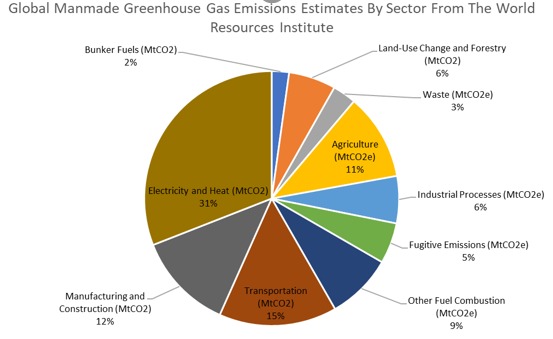 Global Manmade Greenhouse Gas Emissions Estimates By Sector From The World
Resources Institute
Bunker Fuels (MtCO2)
2%
Land-Use Change and Forestry
(MtCO2)
6%
Waste (MtCO2e)
3%
Agriculture
(MtCO2e)
11%
Industrial Processes (MtCO2e)
6%
Fugitive Emissions (MtCO2e)
5%
Other Fuel Combustion
(MtCO2e)
9%
Transportation
(MtCO2)
15%
Manufacturing and
Construction (MtCO2)
12%
Electricity and Heat (MtCO2)
31%